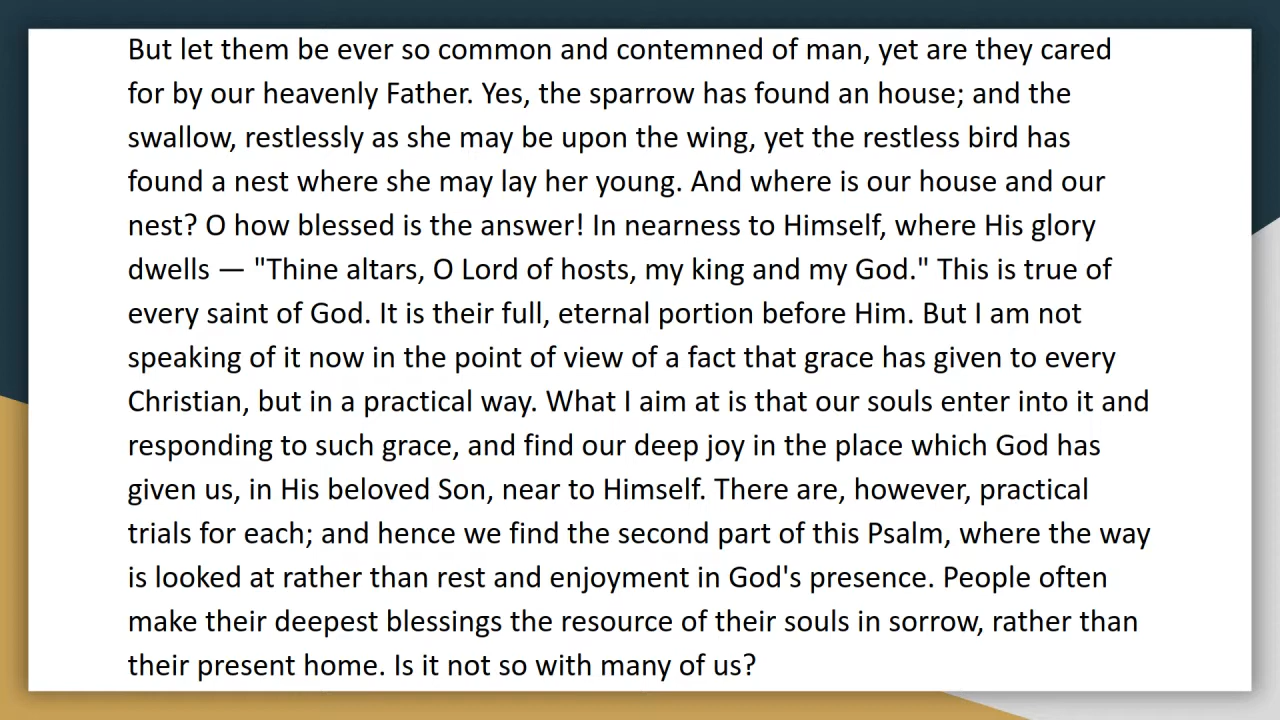 But let them be ever so common and contemned of man, yet are they cared
for by our heavenly Father. Yes, the sparrow has found an house; and the
swallow, restlessly as she may be upon the wing, yet the restless bird has
found a nest where she may lay her young. And where is our house and our
nest? O how blessed is the answer! In nearness to Himself, where His glory
dwells — "Thine altars, O Lord of hosts, my king and my God." This is true of
every saint of God. It is their full, eternal portion before Him. But I am not
speaking of it now in the point of view of a fact that grace has given to every
Christian, but in a practical way. What I aim at is that our souls enter into it and
responding to such grace, and find our deep joy in the place which God has
given us, in His beloved Son, near to Himself. There are, however, practical
trials for each; and hence we find the second part of this Psalm, where the way
is looked at rather than rest and enjoyment in God's presence. People often
make their deepest blessings the resource of their souls in sorrow, rather than
their present home. Is it not so with many of us?